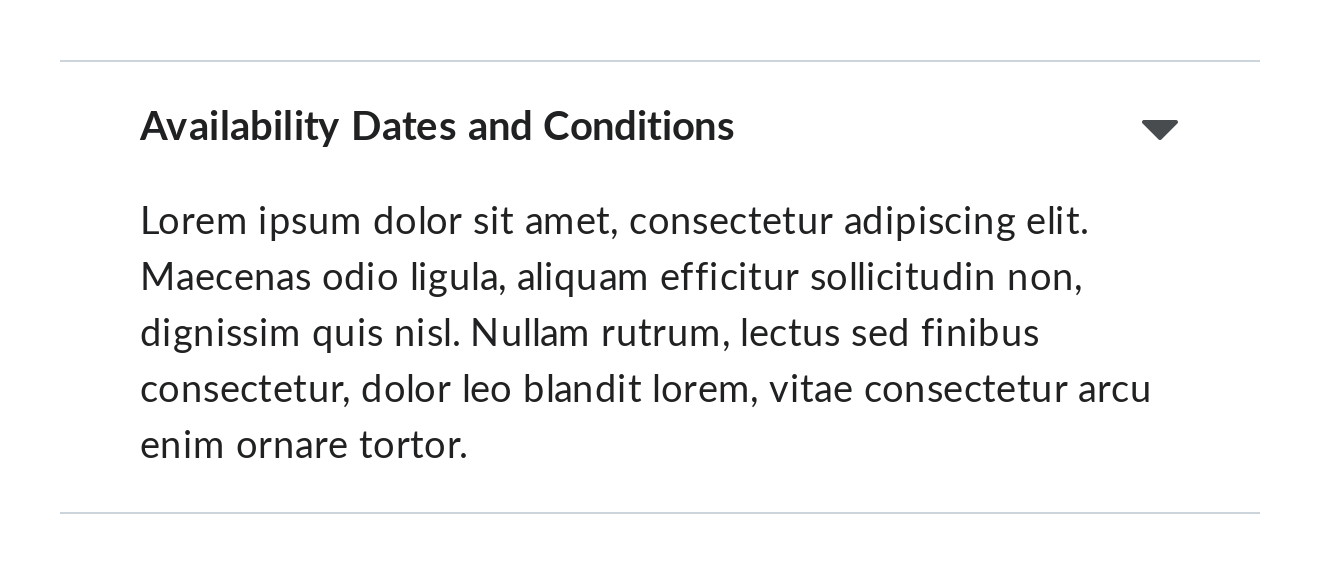 Availability Dates and Conditions
Lorem ipsum dolor sit amet, consectetur adipiscing elit.
Maecenas odio ligula, aliquam efficitur sollicitudin non,
dignissim quis nisl. Nullam rutrum, lectus sed finibus
consectetur, dolor leo blandit lorem, vitae consectetur arcu
enim ornare tortor.